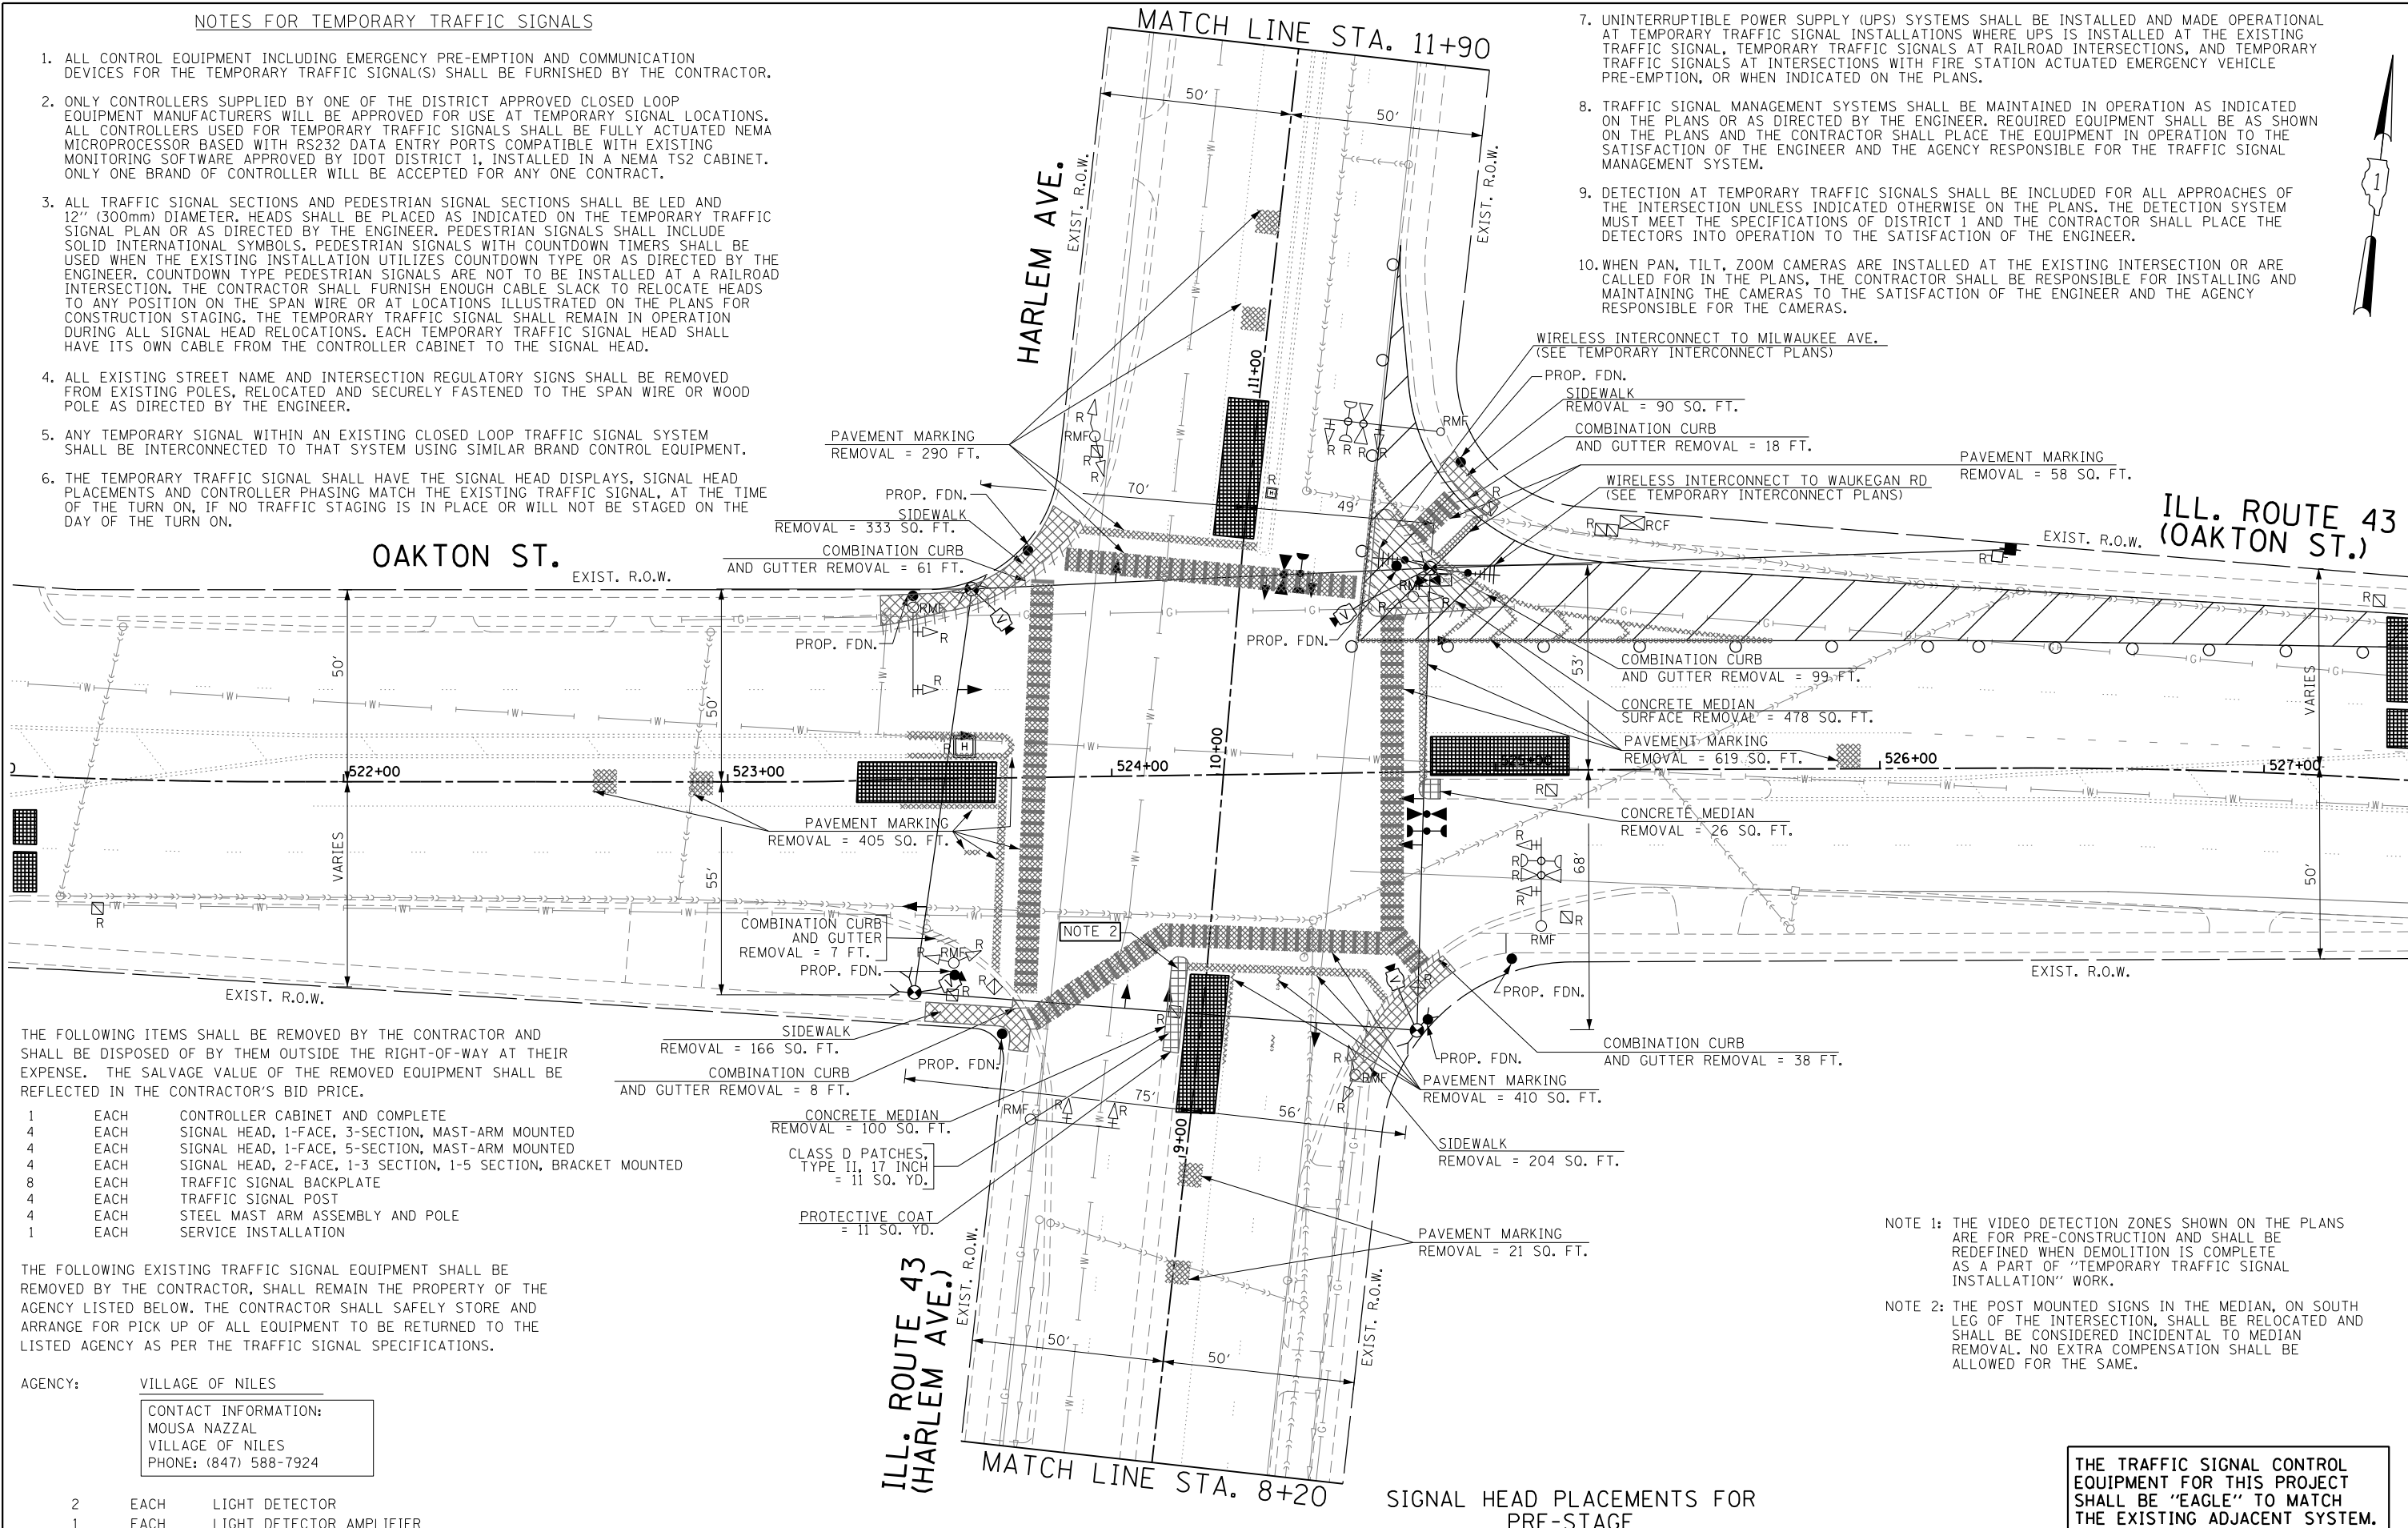 NOTES FOR TEMPORARY TRAFFIC SIGNALS
1. ALL CONTROL EQUIPMENT INCLUDING EMERGENCY PRE-EMPTION AND COMMUNICATION
DEVICES FOR THE TEMPORARY TRAFFIC SIGNAL(S) SHALL BE FURNISHED BY THE CONTRACTOR.
2. ONLY CONTROLLERS SUPPLIED BY ONE OF THE DISTRICT APPROVED CLOSED LOOP
EQUIPMENT MANUFACTURERS WILL BE APPROVED FOR USE AT TEMPORARY SIGNAL LOCATIONS.
ALL CONTROLLERS USED FOR TEMPORARY TRAFFIC SIGNALS SHALL BE FULLY ACTUATED NEMA
MICROPROCESSOR BASED WITH RS232 DATA ENTRY PORTS COMPATIBLE WITH EXISTING
MONITORING SOFTWARE APPROVED BY IDOT DISTRICT 1, INSTALLED IN A NEMA TS2 CABINET.
ONLY ONE BRAND OF CONTROLLER WILL BE ACCEPTED FOR ANY ONE CONTRACT.
3. ALL TRAFFIC SIGNAL SECTIONS AND PEDESTRIAN SIGNAL SECTIONS SHALL BE LED AND
12'' (300mm) DIAMETER. HEADS SHALL BE PLACED AS INDICATED ON THE TEMPORARY TRAFFIC
SIGNAL PLAN OR AS DIRECTED BY THE ENGINEER. PEDESTRIAN SIGNALS SHALL INCLUDE
SOLID INTERNATIONAL SYMBOLS. PEDESTRIAN SIGNALS WITH COUNTDOWN TIMERS SHALL BE
USED WHEN THE EXISTING INSTALLATION UTILIZES COUNTDOWN TYPE OR AS DIRECTED BY THE
ENGINEER. COUNTDOWN TYPE PEDESTRIAN SIGNALS ARE NOT TO BE INSTALLED AT A RAILROAD
INTERSECTION. THE CONTRACTOR SHALL FURNISH ENOUGH CABLE SLACK TO RELOCATE HEADS
TO ANY POSITION ON THE SPAN WIRE OR AT LOCATIONS ILLUSTRATED ON THE PLANS FOR
CONSTRUCTION STAGING. THE TEMPORARY TRAFFIC SIGNAL SHALL REMAIN IN OPERATION
DURING ALL SIGNAL HEAD RELOCATIONS. EACH TEMPORARY TRAFFIC SIGNAL HEAD SHALL
HAVE ITS OWN CABLE FROM THE CONTROLLER CABINET TO THE SIGNAL HEAD.
4. ALL EXISTING STREET NAME AND INTERSECTION REGULATORY SIGNS SHALL BE REMOVED
FROM EXISTING POLES, RELOCATED AND SECURELY FASTENED TO THE SPAN WIRE OR WOOD
POLE AS DIRECTED BY THE ENGINEER.
5. ANY TEMPORARY SIGNAL WITHIN AN EXISTING CLOSED LOOP TRAFFIC SIGNAL SYSTEM
SHALL BE INTERCONNECTED TO THAT SYSTEM USING SIMILAR BRAND CONTROL EQUIPMENT.
6. THE TEMPORARY TRAFFIC SIGNAL SHALL HAVE THE SIGNAL HEAD DISPLAYS, SIGNAL HEAD
PLACEMENTS AND CONTROLLER PHASING MATCH THE EXISTING TRAFFIC SIGNAL, AT THE TIME
OF THE TURN ON, IF NO TRAFFIC STAGING IS IN PLACE OR WILL NOT BE STAGED ON THE
DAY OF THE TURN ON.
7. UNINTERRUPTIBLE POWER SUPPLY (UPS) SYSTEMS SHALL BE INSTALLED AND MADE OPERATIONAL
AT TEMPORARY TRAFFIC SIGNAL INSTALLATIONS WHERE UPS IS INSTALLED AT THE EXISTING
TRAFFIC SIGNAL, TEMPORARY TRAFFIC SIGNALS AT RAILROAD INTERSECTIONS, AND TEMPORARY
TRAFFIC SIGNALS AT INTERSECTIONS WITH FIRE STATION ACTUATED EMERGENCY VEHICLE
PRE-EMPTION, OR WHEN INDICATED ON THE PLANS.
8. TRAFFIC SIGNAL MANAGEMENT SYSTEMS SHALL BE MAINTAINED IN OPERATION AS INDICATED
ON THE PLANS OR AS DIRECTED BY THE ENGINEER. REQUIRED EQUIPMENT SHALL BE AS SHOWN
ON THE PLANS AND THE CONTRACTOR SHALL PLACE THE EQUIPMENT IN OPERATION TO THE
SATISFACTION OF THE ENGINEER AND THE AGENCY RESPONSIBLE FOR THE TRAFFIC SIGNAL
MANAGEMENT SYSTEM.
9. DETECTION AT TEMPORARY TRAFFIC SIGNALS SHALL BE INCLUDED FOR ALL APPROACHES OF
THE INTERSECTION UNLESS INDICATED OTHERWISE ON THE PLANS. THE DETECTION SYSTEM
MUST MEET THE SPECIFICATIONS OF DISTRICT 1 AND THE CONTRACTOR SHALL PLACE THE
DETECTORS INTO OPERATION TO THE SATISFACTION OF THE ENGINEER.
10. WHEN PAN, TILT, ZOOM CAMERAS ARE INSTALLED AT THE EXISTING INTERSECTION OR ARE
CALLED FOR IN THE PLANS, THE CONTRACTOR SHALL BE RESPONSIBLE FOR INSTALLING AND
MAINTAINING THE CAMERAS TO THE SATISFACTION OF THE ENGINEER AND THE AGENCY
RESPONSIBLE FOR THE CAMERAS.
1
MATCH LINE STA. 11+90
50'
50'
HARLEM AVE.
EXIST. R.O.W.
EXIST. R.O.W.
11+00
WIRELESS INTERCONNECT TO MILWAUKEE AVE.
(SEE TEMPORARY INTERCONNECT PLANS)
PROP. FDN.
SIDEWALK
REMOVAL = 90 SQ. FT.
COMBINATION CURB
AND GUTTER REMOVAL = 18 FT.
PAVEMENT MARKING
REMOVAL = 58 SQ. FT.
WIRELESS INTERCONNECT TO WAUKEGAN RD
(SEE TEMPORARY INTERCONNECT PLANS)
PAVEMENT MARKING
REMOVAL = 290 FT.
PROP. FDN.
SIDEWALK
REMOVAL = 333 SQ. FT.
COMBINATION CURB
AND GUTTER REMOVAL = 61 FT.
RMF
RMF
70'
49'
RCF
ILL. ROUTE 43
(OAKTON ST.)
EXIST. R.O.W.
OAKTON ST.
EXIST. R.O.W.
RMF
PROP. FDN.
RMF
PROP. FDN.
50'
50'
53'
VARIES
COMBINATION CURB
AND GUTTER REMOVAL = 99 FT.
CONCRETE MEDIAN
SURFACE REMOVAL = 478 SQ. FT.
PAVEMENT MARKING
REMOVAL = 619 SQ. FT.
522+00
523+00
524+00
10+00
526+00
527+00
PAVEMENT MARKING
REMOVAL = 405 SQ. FT.
CONCRETE MEDIAN
REMOVAL = 26 SQ. FT.
VARIES
55'
68'
50'
RMF
COMBINATION CURB
AND GUTTER
REMOVAL = 7 FT.
PROP. FDN.
RMF
NOTE 2
EXIST. R.O.W.
EXIST. R.O.W.
PROP. FDN.
SIDEWALK
REMOVAL = 166 SQ. FT.
PROP. FDN.
COMBINATION CURB
AND GUTTER REMOVAL = 8 FT.
PROP. FDN.
COMBINATION CURB
AND GUTTER REMOVAL = 38 FT.
RMF
PAVEMENT MARKING
REMOVAL = 410 SQ. FT.
75'
56'
RMF
CONCRETE MEDIAN
REMOVAL = 100 SQ. FT.
9+00
SIDEWALK
REMOVAL = 204 SQ. FT.
CLASS D PATCHES,
TYPE II, 17 INCH
= 11 SQ. YD.
PROTECTIVE COAT
= 11 SQ. YD.
PAVEMENT MARKING
REMOVAL = 21 SQ. FT.
ILL. ROUTE 43
(HARLEM AVE.)
EXIST. R.O.W.
EXIST. R.O.W.
50'
50'
MATCH LINE STA. 8+20
THE FOLLOWING ITEMS SHALL BE REMOVED BY THE CONTRACTOR AND
SHALL BE DISPOSED OF BY THEM OUTSIDE THE RIGHT-OF-WAY AT THEIR
EXPENSE. THE SALVAGE VALUE OF THE REMOVED EQUIPMENT SHALL BE
REFLECTED IN THE CONTRACTOR'S BID PRICE.
1 EACH CONTROLLER CABINET AND COMPLETE
4 EACH SIGNAL HEAD, 1-FACE, 3-SECTION, MAST-ARM MOUNTED
4 EACH SIGNAL HEAD, 1-FACE, 5-SECTION, MAST-ARM MOUNTED
4 EACH SIGNAL HEAD, 2-FACE, 1-3 SECTION, 1-5 SECTION, BRACKET MOUNTED
8 EACH TRAFFIC SIGNAL BACKPLATE
4 EACH TRAFFIC SIGNAL POST
4 EACH STEEL MAST ARM ASSEMBLY AND POLE
1 EACH SERVICE INSTALLATION
THE FOLLOWING EXISTING TRAFFIC SIGNAL EQUIPMENT SHALL BE
REMOVED BY THE CONTRACTOR, SHALL REMAIN THE PROPERTY OF THE
AGENCY LISTED BELOW. THE CONTRACTOR SHALL SAFELY STORE AND
ARRANGE FOR PICK UP OF ALL EQUIPMENT TO BE RETURNED TO THE
LISTED AGENCY AS PER THE TRAFFIC SIGNAL SPECIFICATIONS.
AGENCY: VILLAGE OF NILES
CONTACT INFORMATION:
MOUSA NAZZAL
VILLAGE OF NILES
PHONE: (847) 588-7924
2 EACH LIGHT DETECTOR
1 EACH LIGHT DETECTOR AMPLIFIER
NOTE 1: THE VIDEO DETECTION ZONES SHOWN ON THE PLANS
ARE FOR PRE-CONSTRUCTION AND SHALL BE
REDEFINED WHEN DEMOLITION IS COMPLETE
AS A PART OF ''TEMPORARY TRAFFIC SIGNAL
INSTALLATION'' WORK.
NOTE 2: THE POST MOUNTED SIGNS IN THE MEDIAN, ON SOUTH
LEG OF THE INTERSECTION, SHALL BE RELOCATED AND
SHALL BE CONSIDERED INCIDENTAL TO MEDIAN
REMOVAL. NO EXTRA COMPENSATION SHALL BE
ALLOWED FOR THE SAME.
SIGNAL HEAD PLACEMENTS FOR
PRE-STAGE
THE TRAFFIC SIGNAL CONTROL
EQUIPMENT FOR THIS PROJECT
SHALL BE ''EAGLE'' TO MATCH
THE EXISTING ADJACENT SYSTEM.